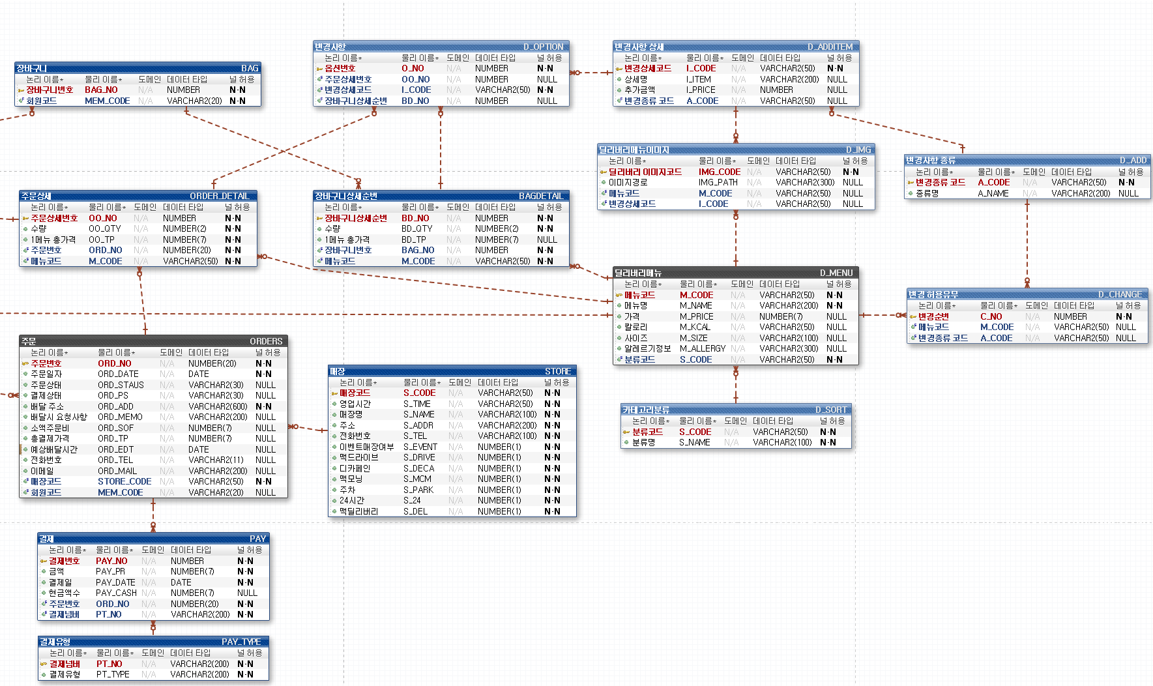 장바구니 BAG
논리 이름* 물리 이름* 도메인 데이터 타입 널 허용
장바구니번호 BAG_NO N/A NUMBER N-N
회원코드 MEM_CODE N/A VARCHAR2(20) N-N
변경사항 D_OPTION
논리 이름* 물리 이름* 도메인 데이터 타입 널 허용
옵션번호 O_NO N/A NUMBER N-N
주문상세번호 OO_NO N/A NUMBER NULL
변경상세코드 I_CODE N/A VARCHAR2(50) N-N
장바구니상세순번 BD_NO N/A NUMBER NULL
변경사항 상세 D_ADDITEM
논리 이름* 물리 이름* 도메인 데이터 타입 널 허용
변경상세코드 I_CODE N/A VARCHAR2(50) N-N
상세명 I_ITEM N/A VARCHAR2(200) NULL
추가금액 I_PRICE N/A NUMBER NULL
변경종류 코드 A_CODE N/A VARCHAR2(50) NULL
딜리버리메뉴이미지 D_IMG
논리 이름* 물리 이름* 도메인 데이터 타입 널 허용
딜리버리 이미지코드 IMG_CODE N/A VARCHAR2(50) N-N
이미지경로 IMG_PATH N/A VARCHAR2(300) NULL
메뉴코드 M_CODE N/A VARCHAR2(50) NULL
변경상세코드 I_CODE N/A VARCHAR2(50) NULL
변경사항 종류 D_ADD
논리 이름* 물리 이름* 도메인 데이터 타입 널 허용
변경종류 코드 A_CODE N/A VARCHAR2(50) N-N
종류명 A_NAME N/A VARCHAR2(200) NULL
주문상세 ORDER_DETAIL
논리 이름* 물리 이름* 도메인 데이터 타입 널 허용
주문상세번호 OO_NO N/A NUMBER N-N
수량 OO_QTY N/A NUMBER(2) N-N
1메뉴 총가격 OO_TP N/A NUMBER(7) N-N
주문번호 ORD_NO N/A NUMBER(20) N-N
메뉴코드 M_CODE N/A VARCHAR2(50) N-N
장바구니상세순번 BAGDETAIL
논리 이름* 물리 이름* 도메인 데이터 타입 널 허용
장바구니상세순번 BD_NO N/A NUMBER N-N
수량 BD_QTY N/A NUMBER(2) N-N
1메뉴 총가격 BD_TP N/A NUMBER(7) NULL
장바구니번호 BAG_NO N/A NUMBER N-N
메뉴코드 M_CODE N/A VARCHAR2(50) N-N
딜리버리메뉴 D_MENU
논리 이름* 물리 이름* 도메인 데이터 타입 널 허용
메뉴코드 M_CODE N/A VARCHAR2(50) N-N
메뉴명 M_NAME N/A VARCHAR2(200) N-N
가격 M_PRICE N/A NUMBER(7) NULL
칼로리 M_KCAL N/A VARCHAR2(50) N-N
사이즈 M_SIZE N/A VARCHAR2(100) NULL
알레르기정보 M_ALLERGY N/A VARCHAR2(300) NULL
분류코드 S_CODE N/A VARCHAR2(50) N-N
변경 허용유무 D_CHANGE
논리 이름* 물리 이름* 도메인 데이터 타입 널 허용
변경순번 C_NO N/A NUMBER N-N
메뉴코드 M_CODE N/A VARCHAR2(50) NULL
변경종류 코드 A_CODE N/A VARCHAR2(50) NULL
주문 ORDERS
논리 이름* 물리 이름* 도메인 데이터 타입 널 허용
주문번호 ORD_NO N/A NUMBER(20) N-N
주문일자 ORD_DATE N/A DATE N-N
주문상태 ORD_STAUS N/A VARCHAR2(30) NULL
결제상태 ORD_PS N/A VARCHAR2(30) NULL
배달 주소 ORD_ADD N/A VARCHAR2(600) N-N
배달시 요청사항 ORD_MEMO N/A VARCHAR2(200) NULL
소액주문비 ORD_SOF N/A NUMBER(7) NULL
총결제가격 ORD_TP N/A NUMBER(7) NULL
예상배달시간 ORD_EDT N/A DATE NULL
전화번호 ORD_TEL N/A VARCHAR2(11) NULL
이메일 ORD_MAIL N/A VARCHAR2(200) NULL
매장코드 STORE_CODE N/A VARCHAR2(50) N-N
회원코드 MEM_CODE N/A VARCHAR2(20) NULL
매장 STORE
논리 이름* 물리 이름* 도메인 데이터 타입 널 허용
매장코드 S_CODE N/A VARCHAR2(50) N-N
영업시간 S_TIME N/A VARCHAR2(50) N-N
매장명 S_NAME N/A VARCHAR2(100) N-N
주소 S_ADDR N/A VARCHAR2(200) N-N
전화번호 S_TEL N/A VARCHAR2(100) N-N
이벤트매장여부 S_EVENT N/A NUMBER(1) N-N
맥드라이브 S_DRIVE N/A NUMBER(1) N-N
디카페인 S_DECA N/A NUMBER(1) N-N
맥모닝 S_MCM N/A NUMBER(1) N-N
주차 S_PARK N/A NUMBER(1) N-N
24시간 S_24 N/A NUMBER(1) N-N
맥딜리버리 S_DEL N/A NUMBER(1) N-N
카테고리분류 D_SORT
논리 이름* 물리 이름* 도메인 데이터 타입 널 허용
분류코드 S_CODE N/A VARCHAR2(50) N-N
분류명 S_NAME N/A VARCHAR2(100) N-N
결제 PAY
논리 이름* 물리 이름* 도메인 데이터 타입 널 허용
결제번호 PAY_NO N/A NUMBER N-N
금액 PAY_PR N/A NUMBER(7) N-N
결제일 PAY_DATE N/A DATE N-N
현금액수 PAY_CASH N/A NUMBER(7) NULL
주문번호 ORD_NO N/A NUMBER(20) N-N
결제넘버 PT_NO N/A VARCHAR2(200) N-N
결제유형 PAY_TYPE
논리 이름* 물리 이름* 도메인 데이터 타입 널 허용
결제넘버 PT_NO N/A VARCHAR2(200) N-N
결제유형 PT_TYPE N/A VARCHAR2(200) N-N